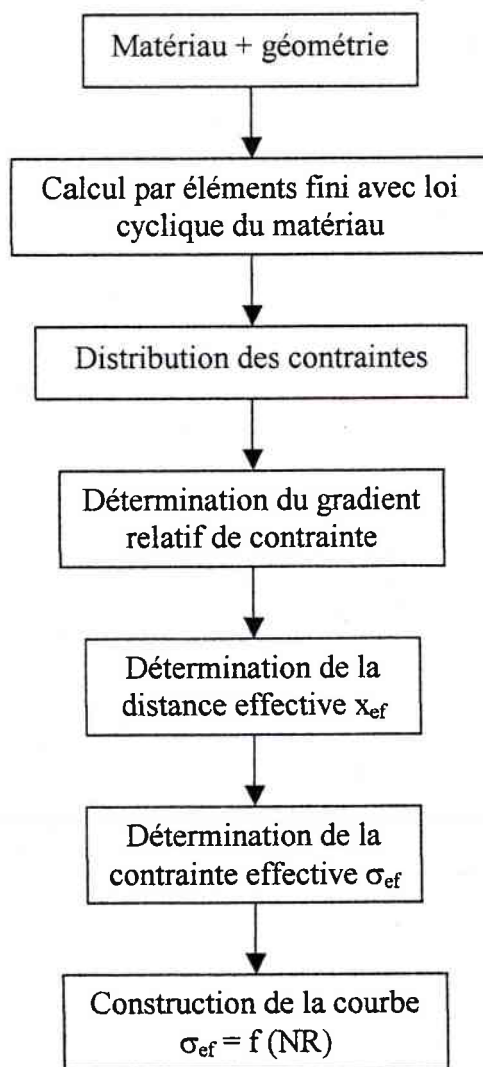 Matériau + géométrie
Calcul par éléments fini avec loi
cyclique du matériau
Distribution des contraintes
Détermination du gradient
relatif de contrainte
Détermination de la
distance effective xef
Détermination de la
contrainte effective σef
Construction de la courbe
σef = f (NR)